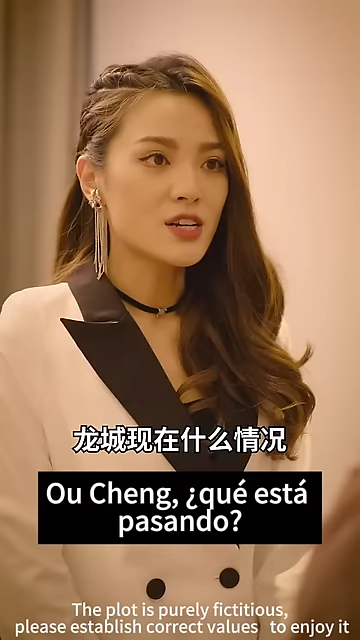 龙城现在什么情况
Ou Cheng, ¿qué está
pasando?
The plot is purely fictitious,
please establish correct values to enjoy it